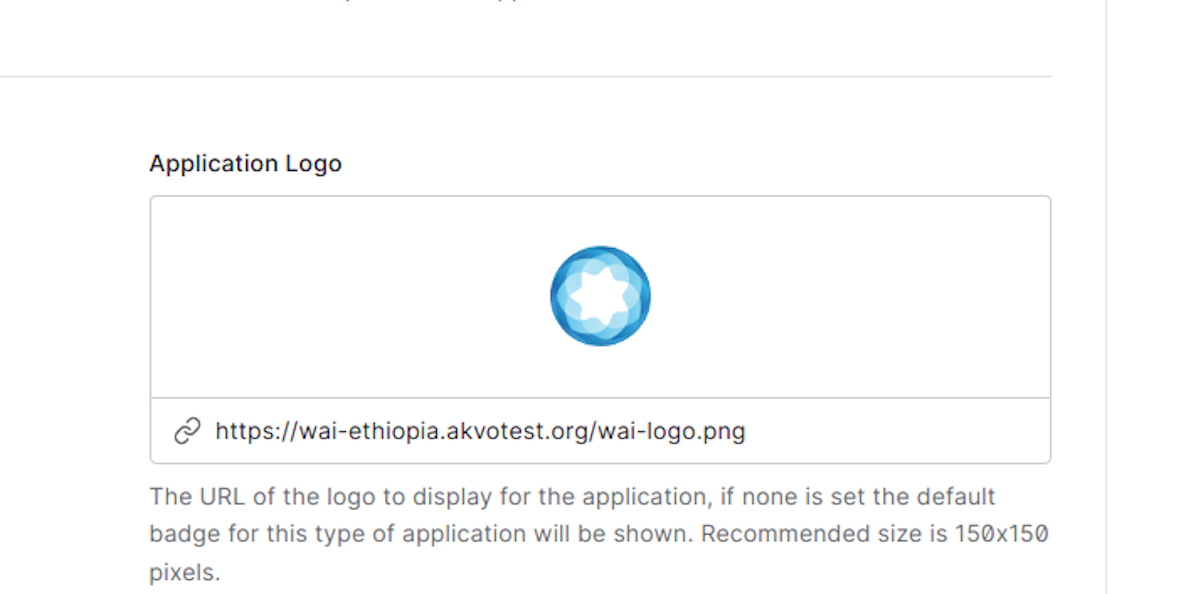 Application Logo
https://wai-ethiopia.akvotest.org/wai-logo.png
The URL of the logo to display for the application, if none is set the default
badge for this type of application will be shown. Recommended size is 150x150
pixels.